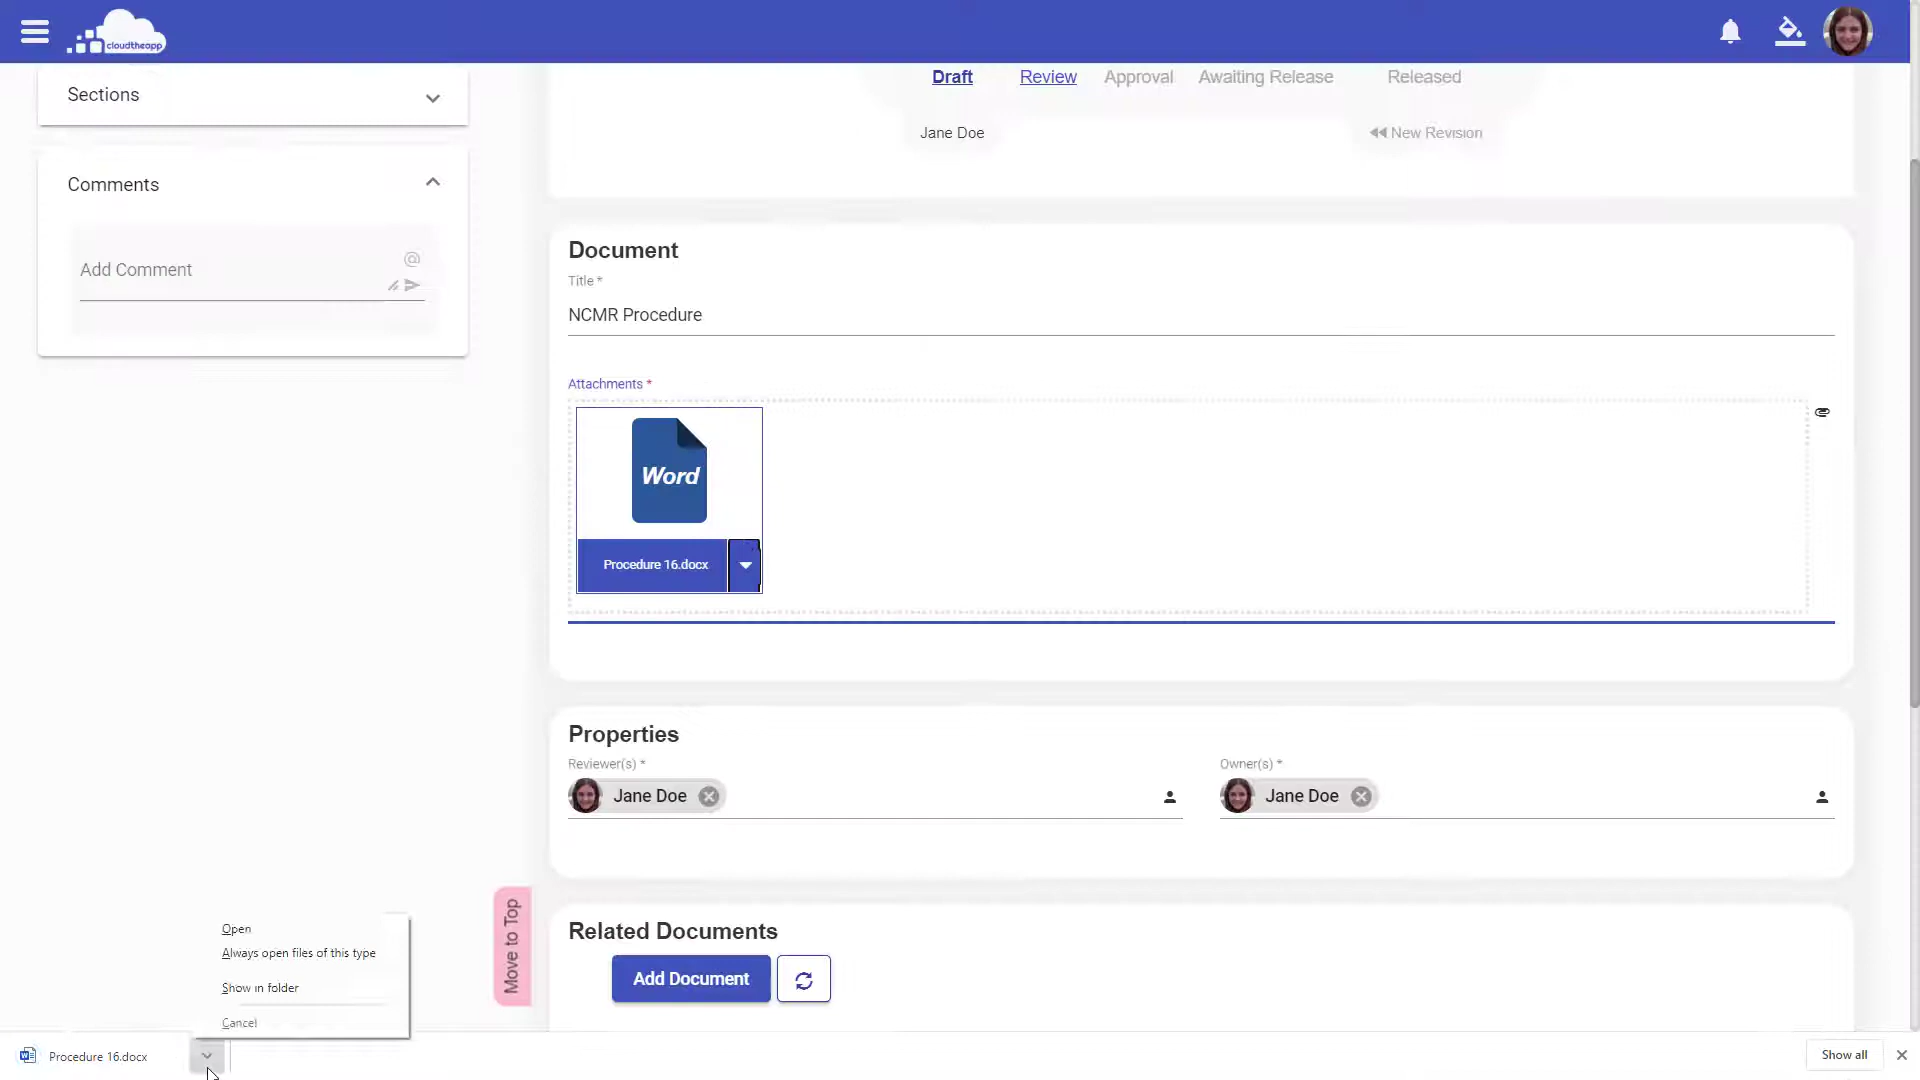 cloudtheapp
Draft Review Approval Awaiting Release Released
Jane Doe
New Revision
Sections
Comments
Add Comment
@
Document
Title *
NCMR Procedure
Attachments *
Word
Procedure 16.docx
Properties
Reviewer(s) *
Jane Doe
Owner(s) *
Jane Doe
Move to Top
Related Documents
Add Document
Open
Always open files of this type
Show in folder
Cancel
Procedure 16.docx
Show all